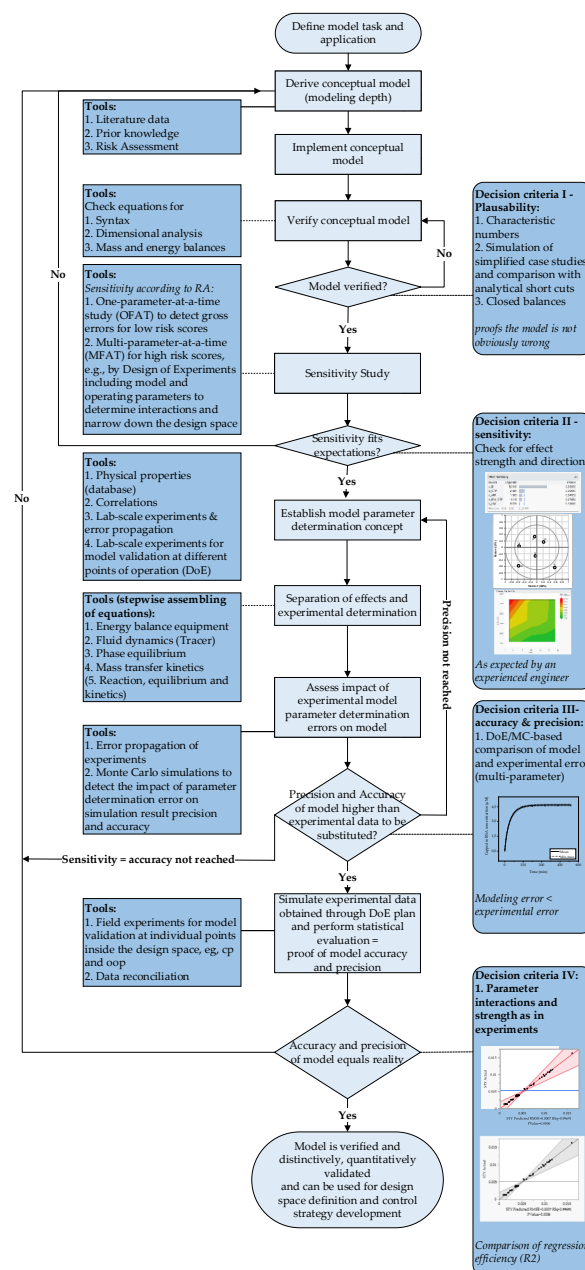 Define model task and
application
Derive conceptual model
(modeling depth)
Tools:
1. Literature data
2. Prior knowledge
3. Risk Assessment
Implement conceptual
model
Tools:
Check equations for
1. Syntax
2. Dimensional analysis
3. Mass and energy balances
Verify conceptual model
No
Decision criteria I -
Plausability:
1. Characteristic
numbers
2. Simulation of
simplified case studies
and comparison with
analytical short cuts
3. Closed balances
proofs the model is not
obviously wrong
No
Model verified?
Yes
Tools:
Sensitivity according to RA:
1. One-parameter-at-a-time
study (OFAT) to detect gross
errors for low risk scores
2. Multi-parameter-at-a-time
(MFAT) for high risk scores,
e.g., by Design of Experiments
including model and
operating parameters to
determine interactions and
narrow down the design space
Sensitivity Study
Sensitivity fits
expectations?
Yes
Decision criteria II -
sensitivity:
Check for effect
strength and direction
As expected by an
experienced engineer
No
Tools:
1. Physical properties
(database)
2. Correlations
3. Lab-scale experiments &
error propagation
4. Lab-scale experiments for
model validation at different
points of operation (DoE)
Establish model parameter
determination concept
Tools (stepwise assembling
of equations):
1. Energy balance equipment
2. Fluid dynamics (Tracer)
3. Phase equilibrium
4. Mass transfer kinetics
(5. Reaction, equilibrium and
kinetics)
Separation of effects
and experimental determination
Precision not reached
Assess impact of
experimental model
parameter determination
errors on model
Decision criteria III-
accuracy & precision:
1. DoE/MC-based
comparison of model
and experimental error
(multi-parameter)
Time (min)
Modeling error <
experimental error
Tools:
1. Error propagation of
experiments
2. Monte Carlo simulations to
detect the impact of parameter
determination error on
simulation result precision
and accuracy
Precision and Accuracy
of model higher than
experimental data to be
substituted?
Sensitivity = accuracy not reached
Yes
Tools:
1. Field experiments for model
validation at individual points
inside the design space, eg, cp
and oop
2. Data reconciliation
Simulate experimental data
obtained through DoE plan
and perform statistical
evaluation =
proof of model accuracy
and precision
Accuracy and precision
of model equals reality
Yes
Decision criteria IV:
1. Parameter
interactions and
strength as in
experiments
Comparison of regression
efficiency (R2)
Model is verified and
distinctively, quantitatively
validated
and can be used for design
space definition and control
strategy development